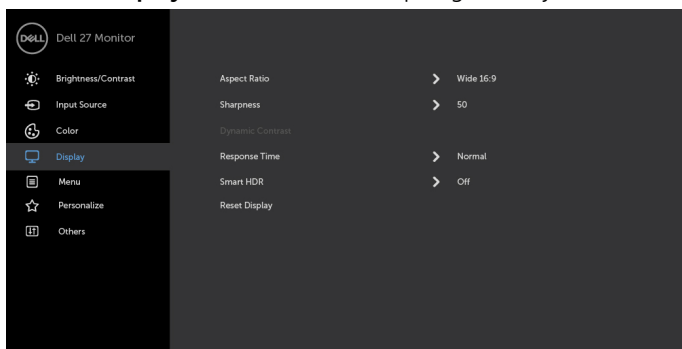 DELL Dell 27 Monitor
Brightness/Contrast Aspect Ratio Wide 16:9
Input Source Sharpness 50
Color Dynamic Contrast
Display Response Time Normal
Menu Smart HDR Off
Personalize Reset Display
Others